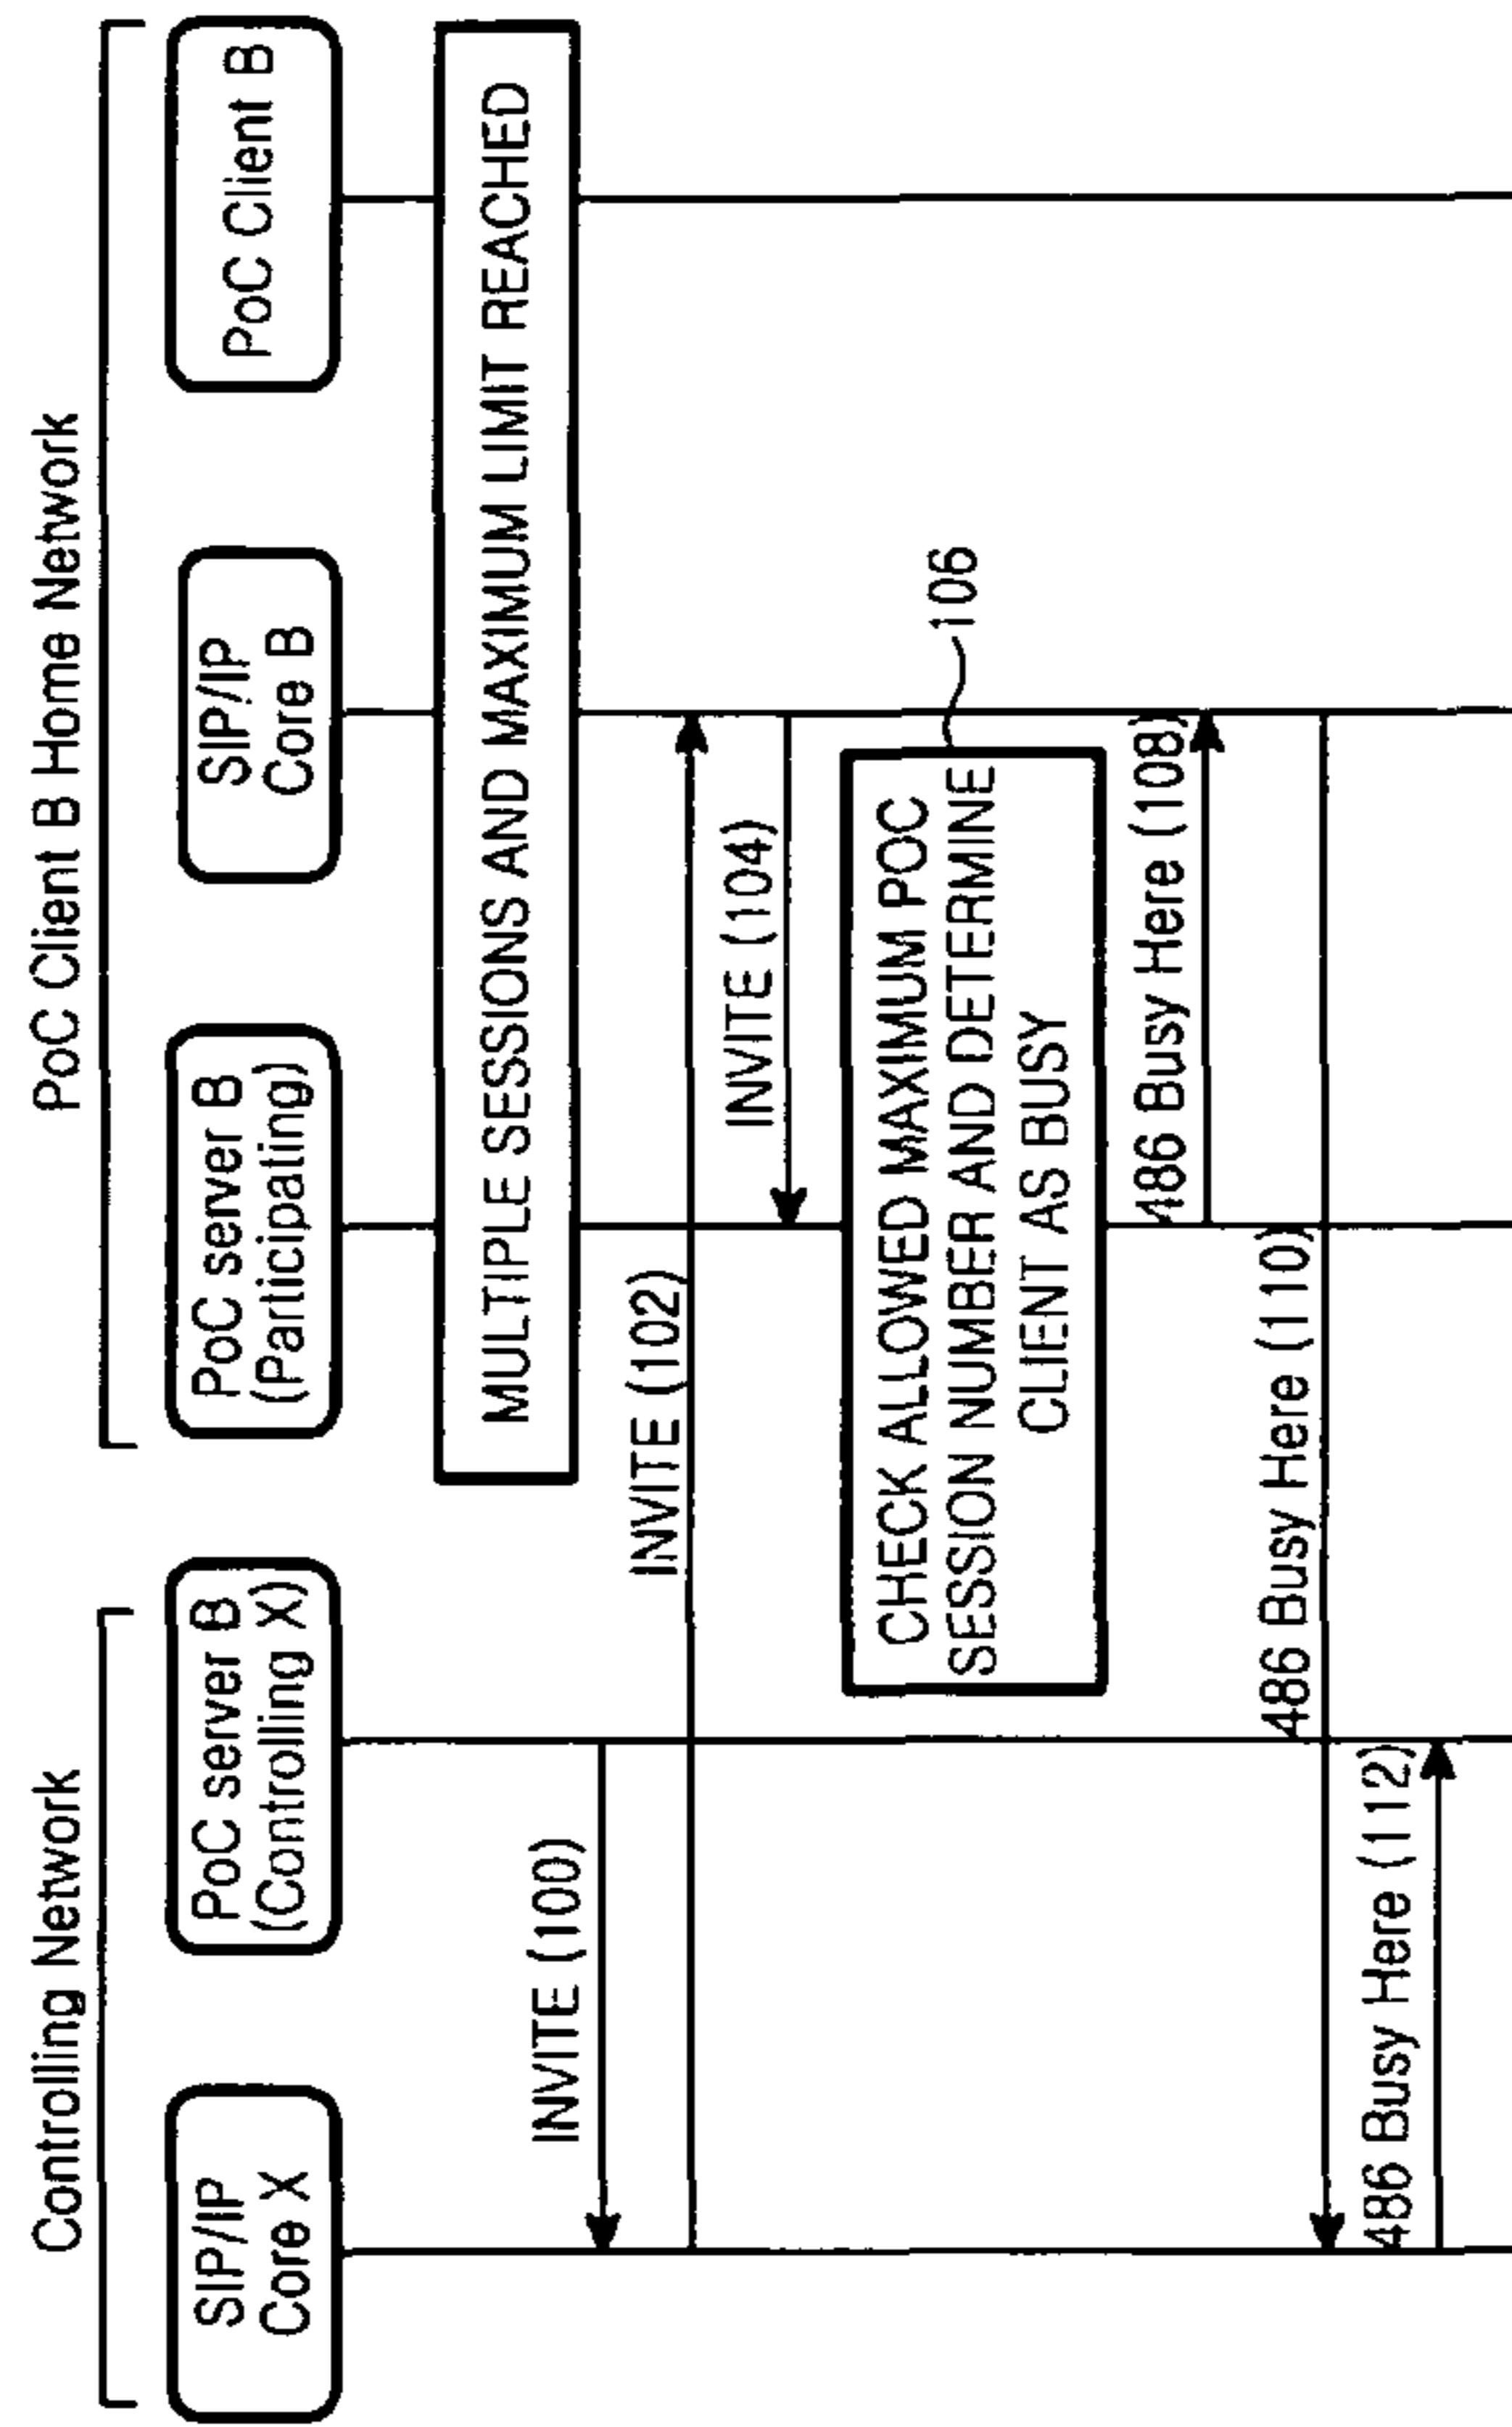 Controlling Network
PoC Client B Home Network
SIP/IP
Core X
PoC server B
(Controlling X)
PoC server B
(Participating)
SIP/IP
Core B
PoC Client B
MULTIPLE SESSIONS AND MAXIMUM LIMIT REACHED
INVITE (100)
INVITE (102)
INVITE (104)
CHECK ALLOWED MAXIMUM POC
SESSION NUMBER AND DETERMINE
CLIENT AS BUSY
106
486 Busy Here (108)
486 Busy Here (110)
486 Busy Here (112)